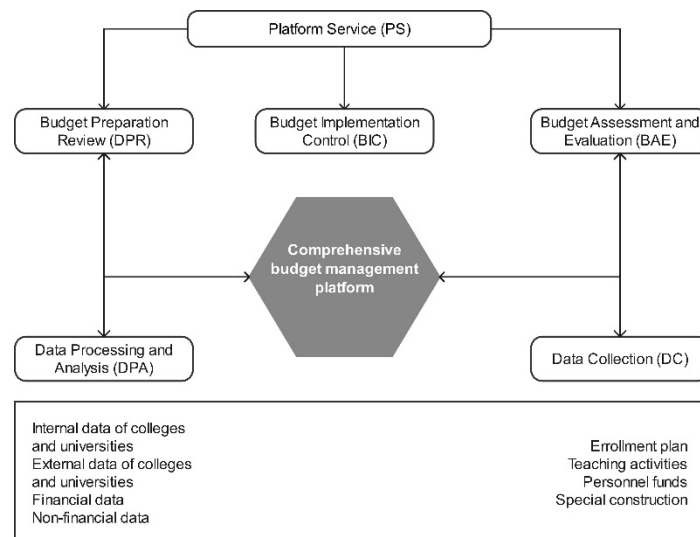 Platform Service (PS)
Budget Preparation
Review (DPR)
Budget Implementation
Control (BIC)
Budget Assessment and
Evaluation (BAE)
Comprehensive
budget management
platform
Data Processing and
Analysis (DPA)
Data Collection (DC)
Internal data of colleges
and universities
External data of colleges
and universities
Financial data
Non-financial data
Errollment plan
Teaching activities
Personnel funds
Special construction